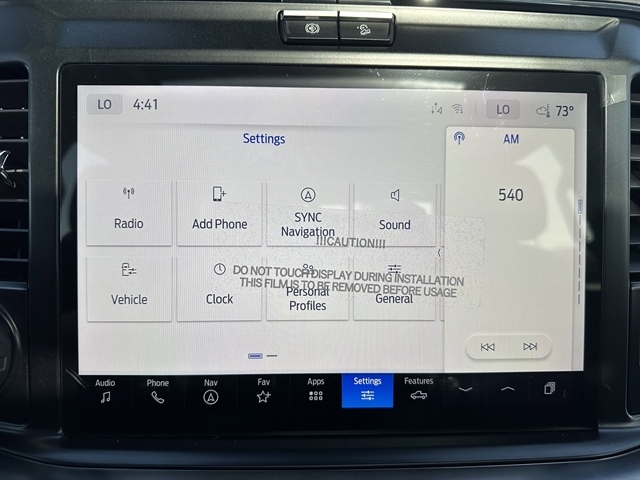 LO 4:41 LO 73°
Settings AM
540
Radio Add Phone SYNC Navigation Sound
!!!CAUTION!!!
DO NOT TOUCH DISPLAY DURING INSTALLATION
THIS FILM IS TO BE REMOVED BEFORE USAGE
Vehicle Clock Personal Profiles General
Audio Phone Nav Fav Apps Settings Features